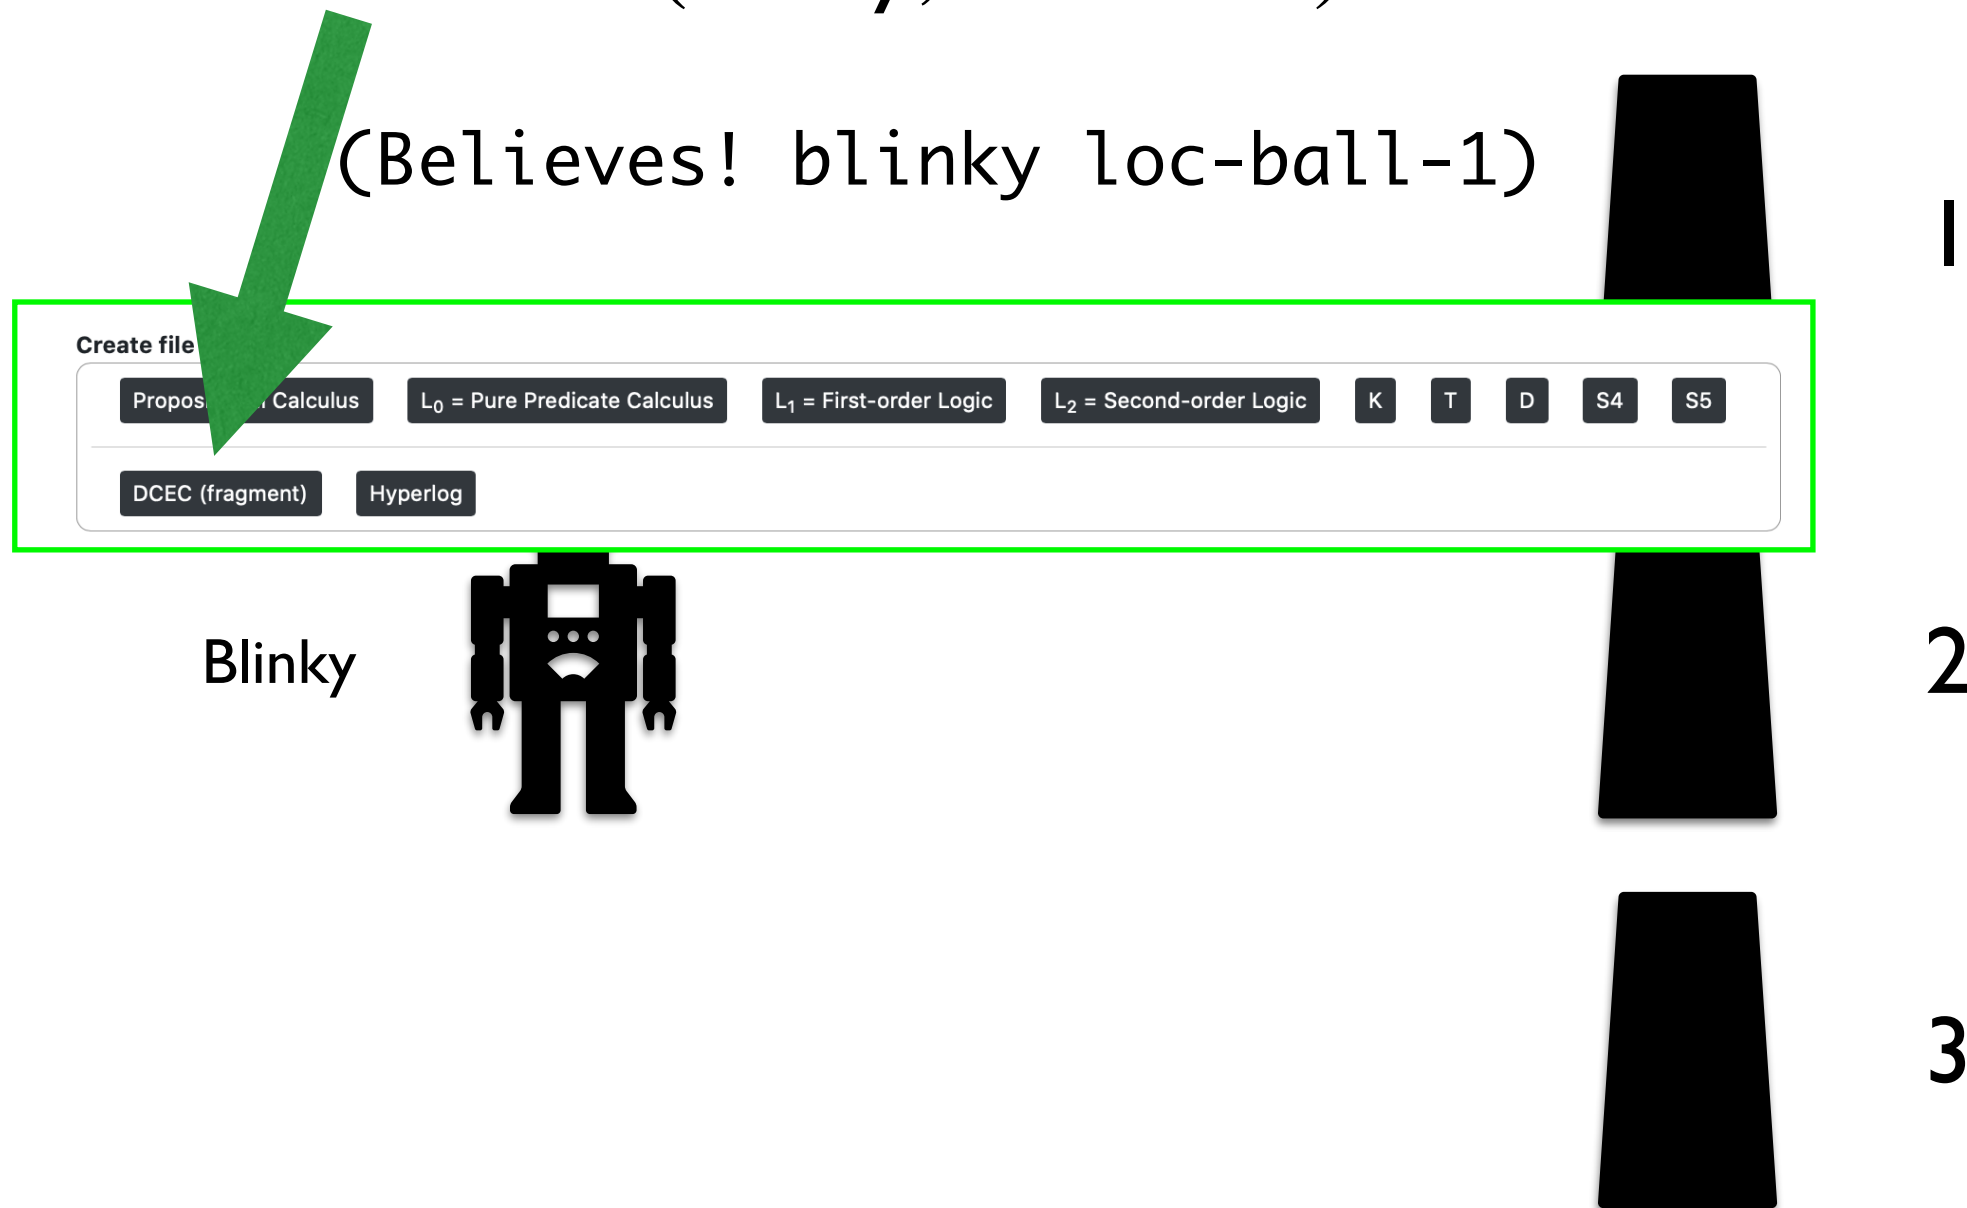 (Believes! blinky loc-ball-1)
1
Create file
Calculus
L₀ = Pure Predicate Calculus
L₁ = First-order Logic
L₂ = Second-order Logic
K
T
D
S4
S5
DCEC (fragment)
Hyperlog
Blinky
2
3